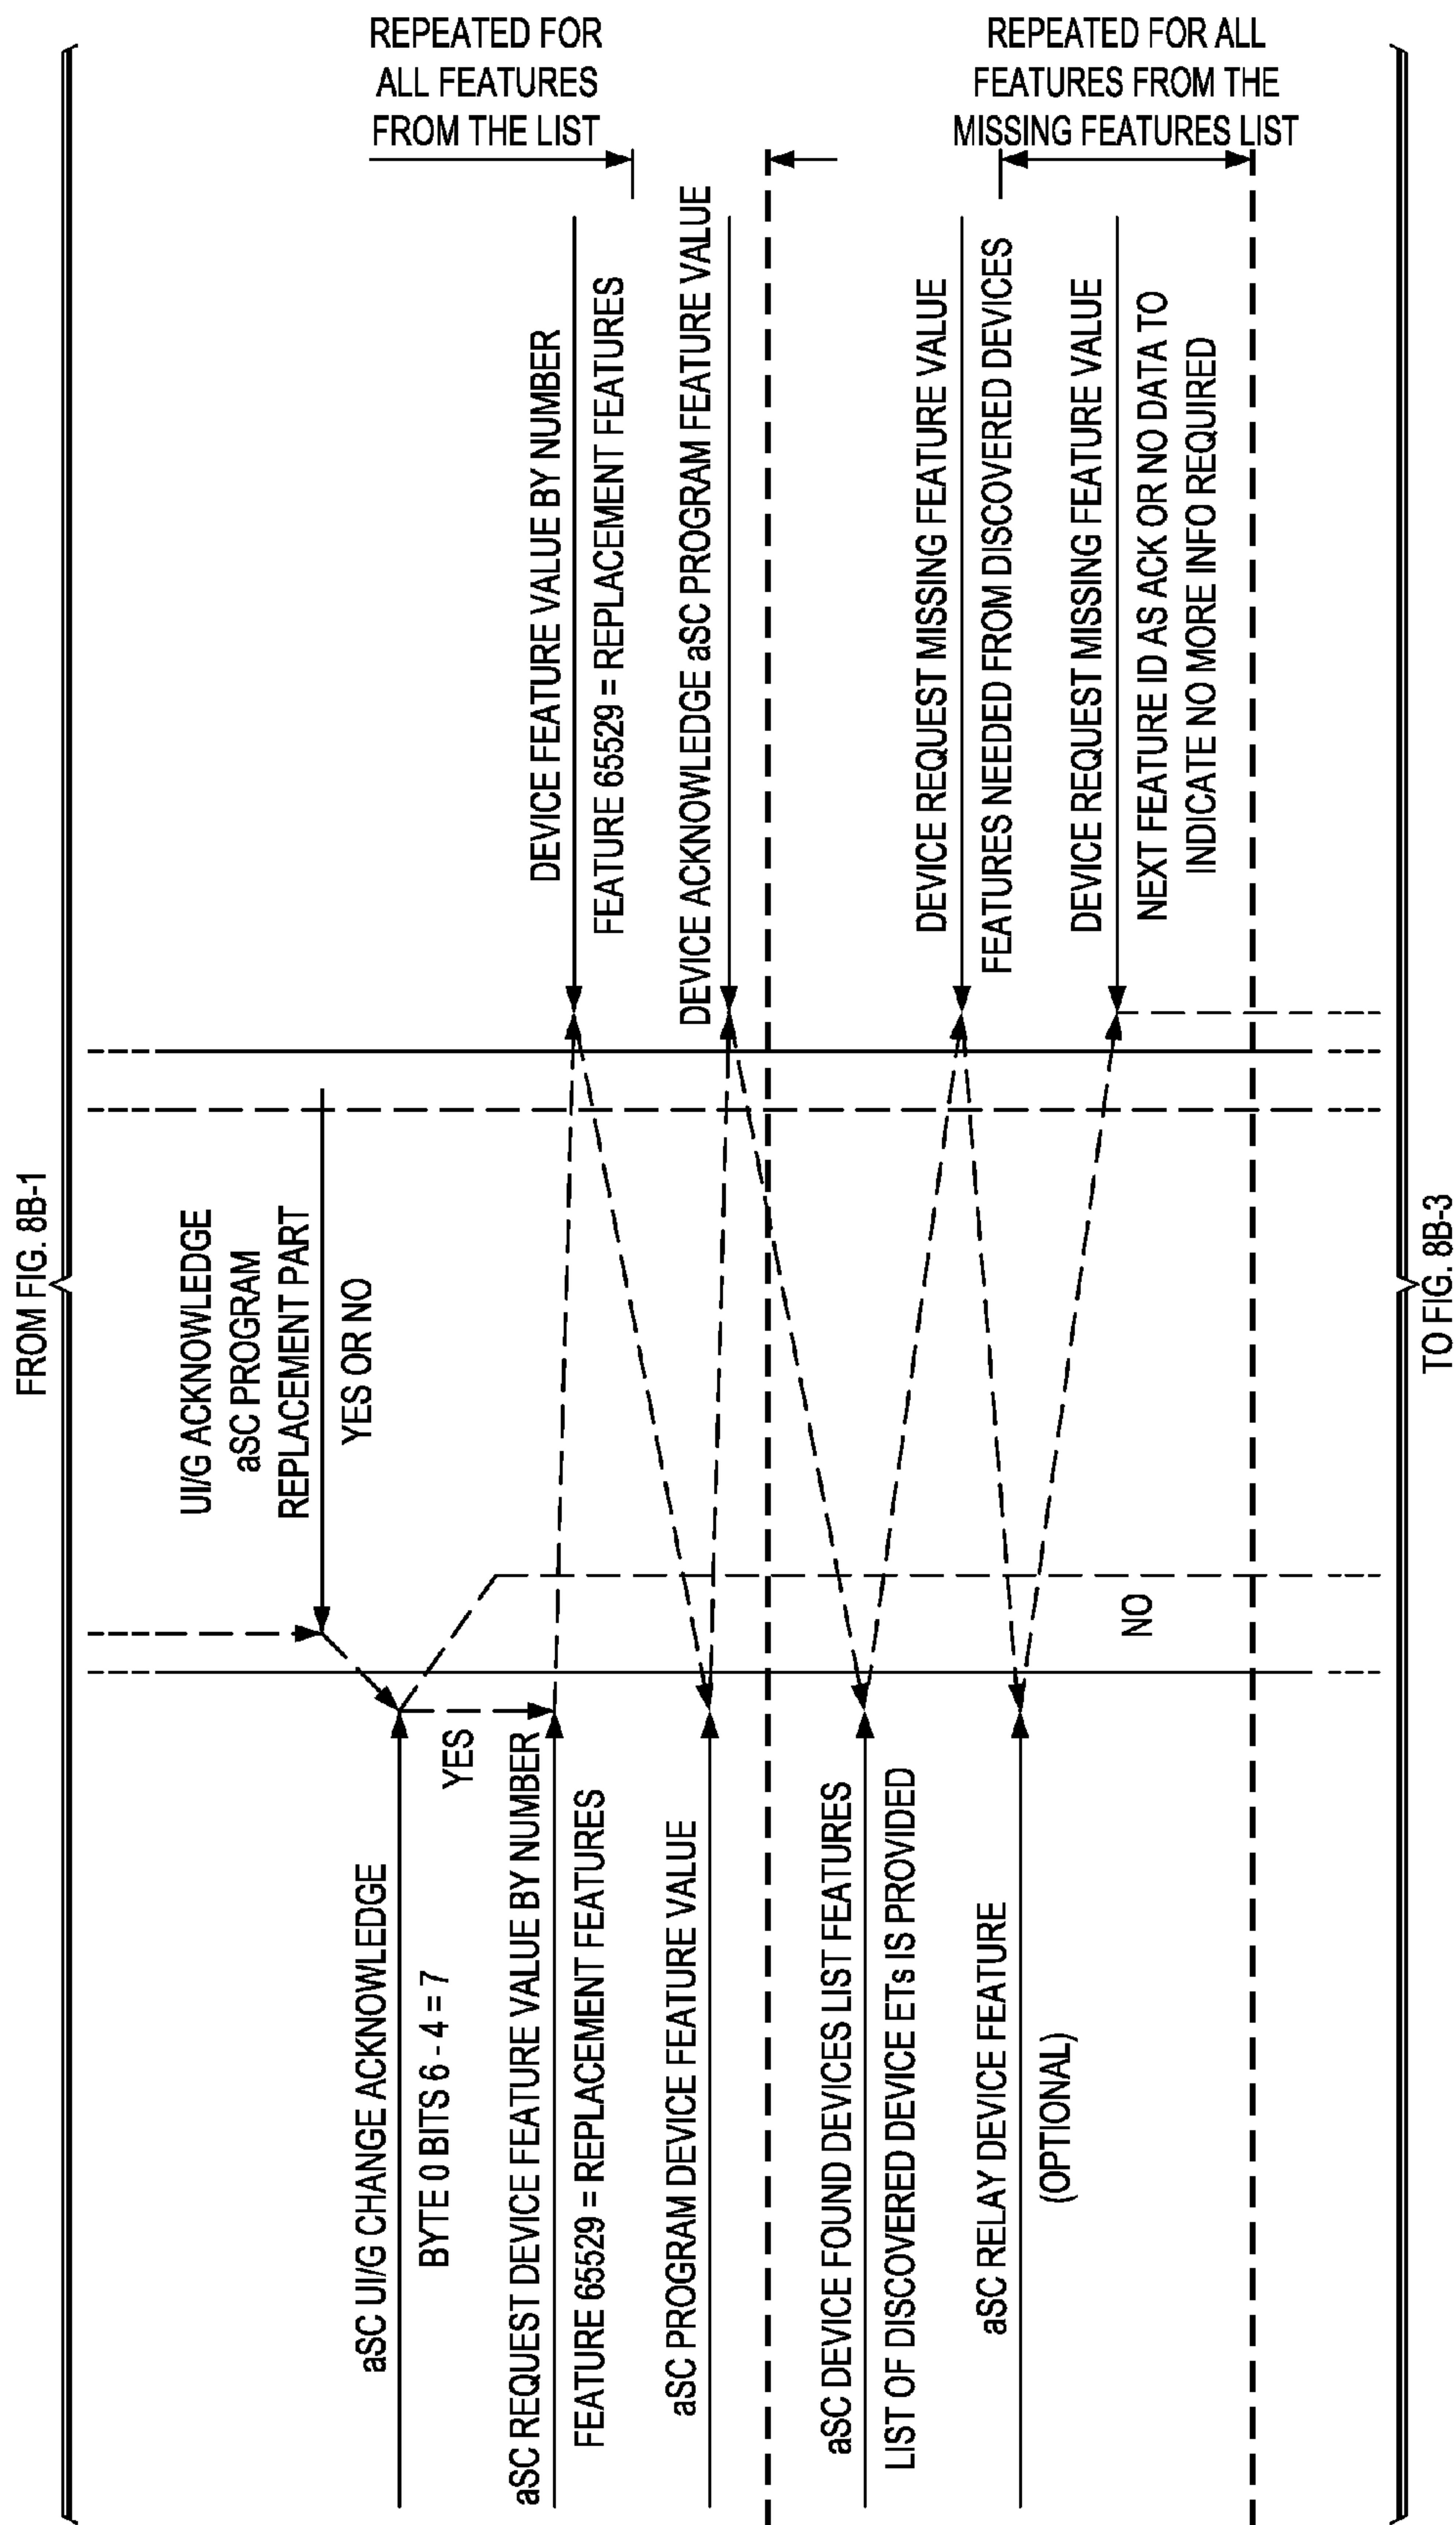 FROM FIG. 8B-1
REPEATED FOR
ALL FEATURES
FROM THE LIST
REPEATED FOR ALL
FEATURES FROM THE
MISSING FEATURES LIST
UI/G ACKNOWLEDGE
aSC PROGRAM
REPLACEMENT PART
YES OR NO
aSC UI/G CHANGE ACKNOWLEDGE
BYTE 0 BITS 6 - 4 = 7
YES
aSC REQUEST DEVICE FEATURE VALUE BY NUMBER
FEATURE 65529 = REPLACEMENT FEATURES
DEVICE FEATURE VALUE BY NUMBER
FEATURE 65529 = REPLACEMENT FEATURES
aSC PROGRAM DEVICE FEATURE VALUE
DEVICE ACKNOWLEDGE aSC PROGRAM FEATURE VALUE
aSC DEVICE FOUND DEVICES LIST FEATURES
LIST OF DISCOVERED DEVICE ETs IS PROVIDED
DEVICE REQUEST MISSING FEATURE VALUE
FEATURES NEEDED FROM DISCOVERED DEVICES
aSC RELAY DEVICE FEATURE
(OPTIONAL)
DEVICE REQUEST MISSING FEATURE VALUE
NEXT FEATURE ID AS ACK OR NO DATA TO
INDICATE NO MORE INFO REQUIRED
NO
TO FIG. 8B-3